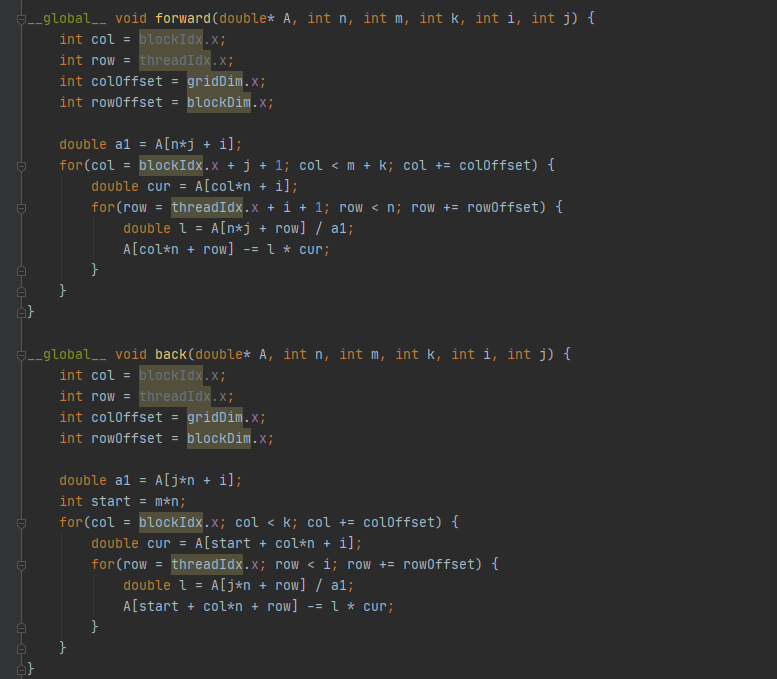 __global__ void forward(double* A, int n, int m, int k, int i, int j) {
    int col = blockIdx.x;
    int row = threadIdx.x;
    int colOffset = gridDim.x;
    int rowOffset = blockDim.x;

    double a1 = A[n*j + i];
    for(col = blockIdx.x + j + 1; col < m + k; col += colOffset) {
        double cur = A[col*n + i];
        for(row = threadIdx.x + i + 1; row < n; row += rowOffset) {
            double l = A[n*j + row] / a1;
            A[col*n + row] -= l * cur;
        }
    }
}

__global__ void back(double* A, int n, int m, int k, int i, int j) {
    int col = blockIdx.x;
    int row = threadIdx.x;
    int colOffset = gridDim.x;
    int rowOffset = blockDim.x;

    double a1 = A[j*n + i];
    int start = m*n;
    for(col = blockIdx.x; col < k; col += colOffset) {
        double cur = A[start + col*n + i];
        for(row = threadIdx.x; row < i; row += rowOffset) {
            double l = A[j*n + row] / a1;
            A[start + col*n + row] -= l * cur;
        }
    }
}